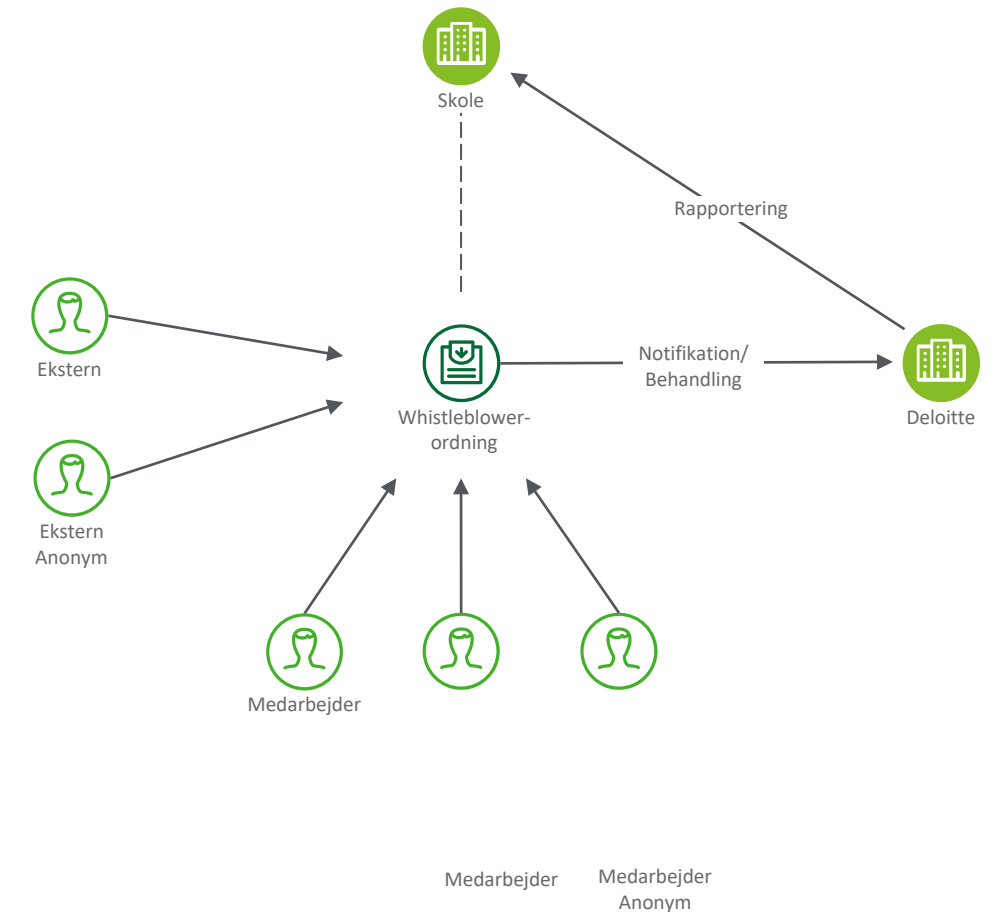 Skole
Rapportering
Ekstern
Notifikation/
Behandling
Whistleblower-
ordning
Deloitte
Ekstern
Anonym
Medarbejder
Medarbejder
Medarbejder
Anonym